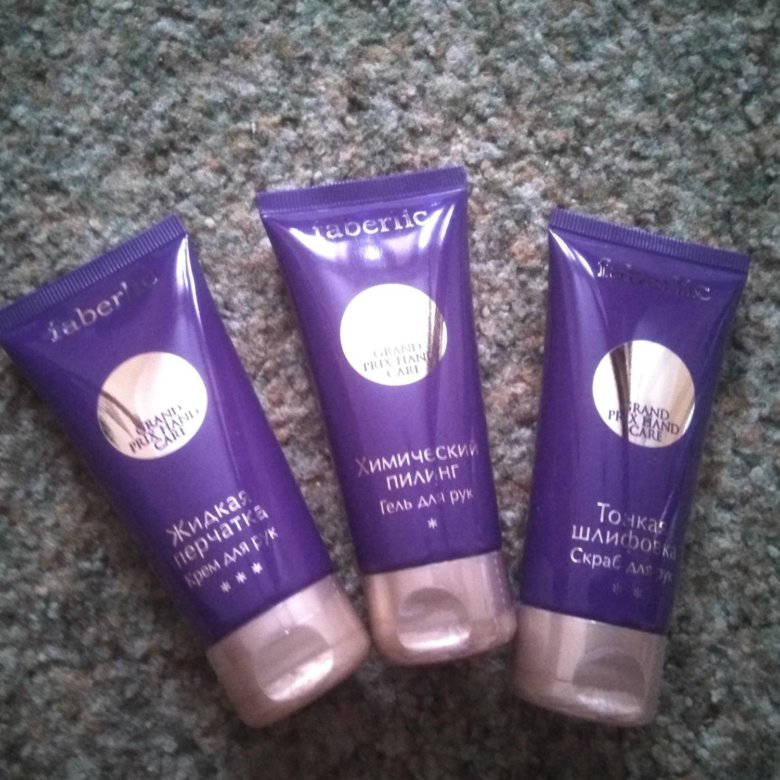 faberlic
GRAND
PRIX HAND
CARE
Жидкая
перчатка
Крем для рук
* * *
faberlic
GRAND
PRIX HAND
CARE
Химический
пилинг
Гель для рук
*
faberlic
GRAND
PRIX HAND
CARE
Тонкая
шлифовка
Скраб для рук
* *